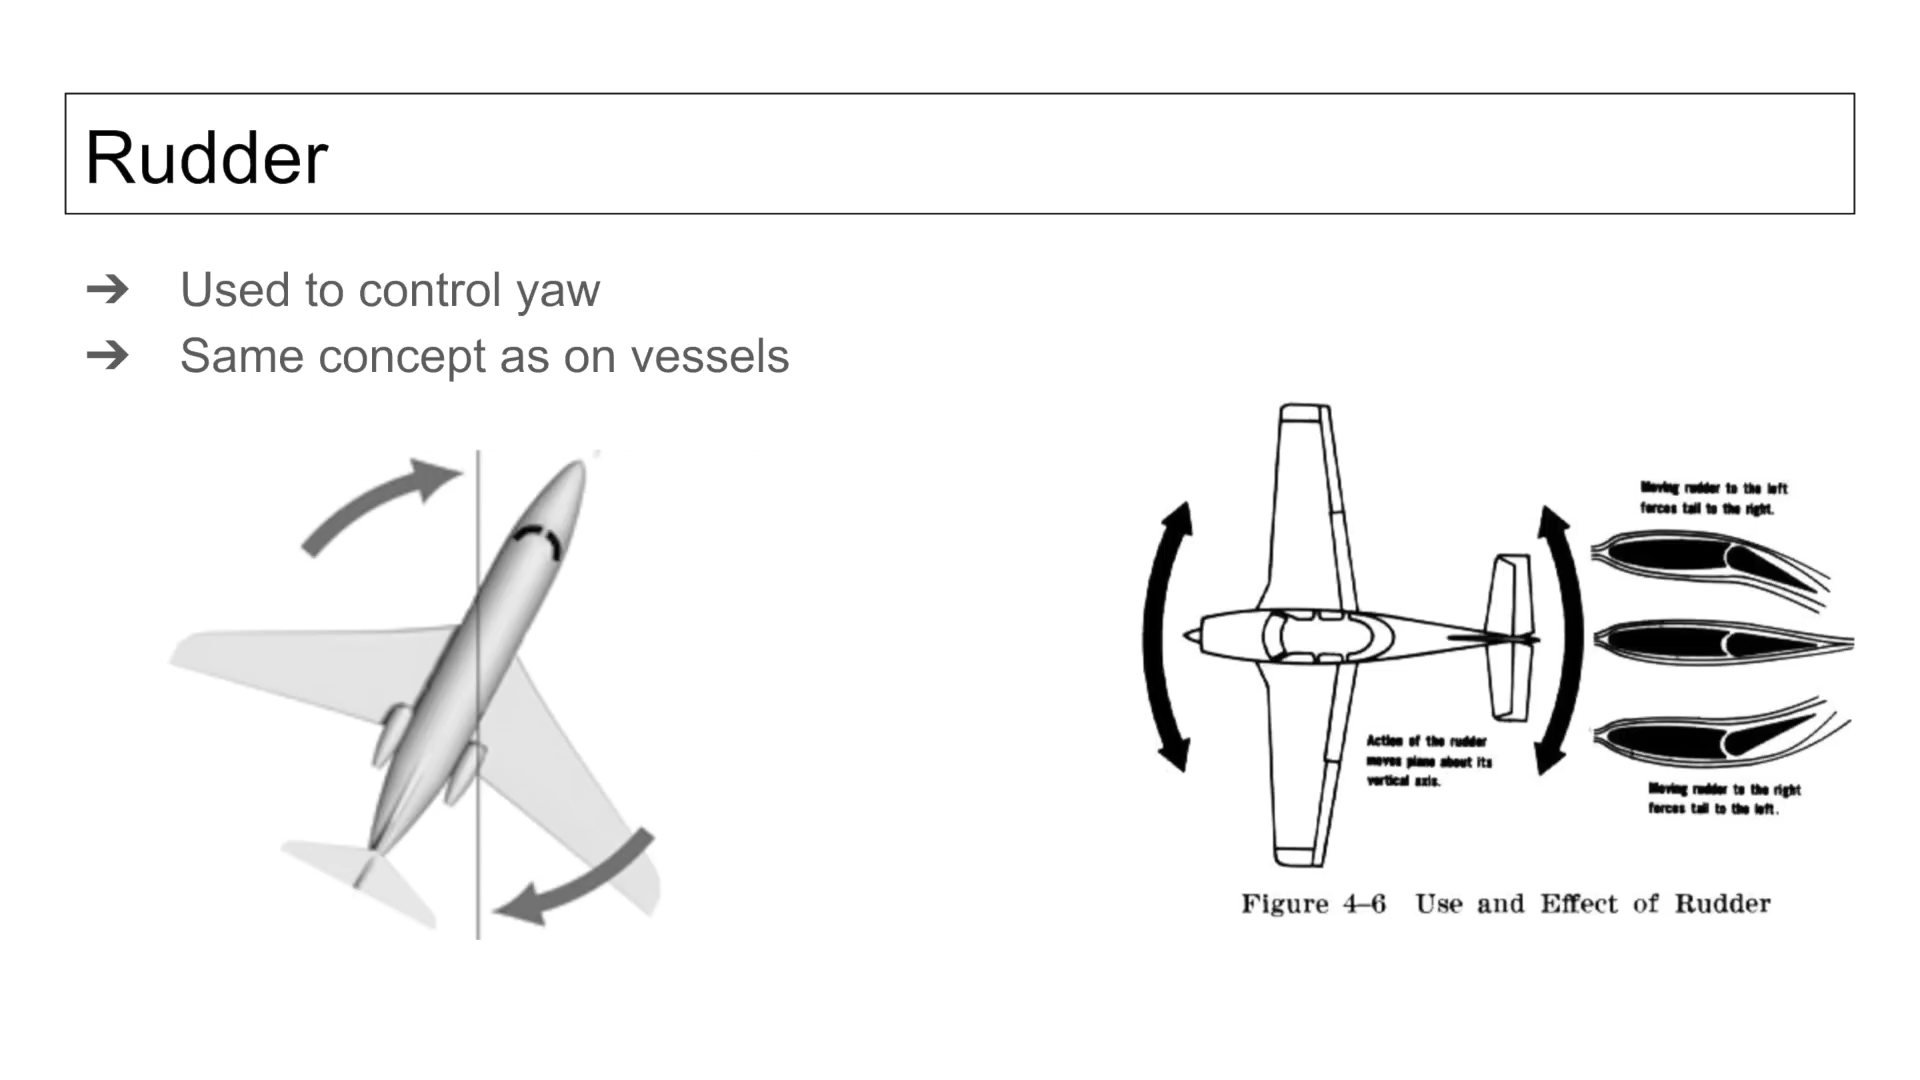 Rudder
➔ Used to control yaw
➔ Same concept as on vessels
Moving rudder to the left
forces tail to the right.
Action of the rudder
moves plane about its
vertical axis.
Moving rudder to the right
forces tail to the left.
Figure 4–6 Use and Effect of Rudder